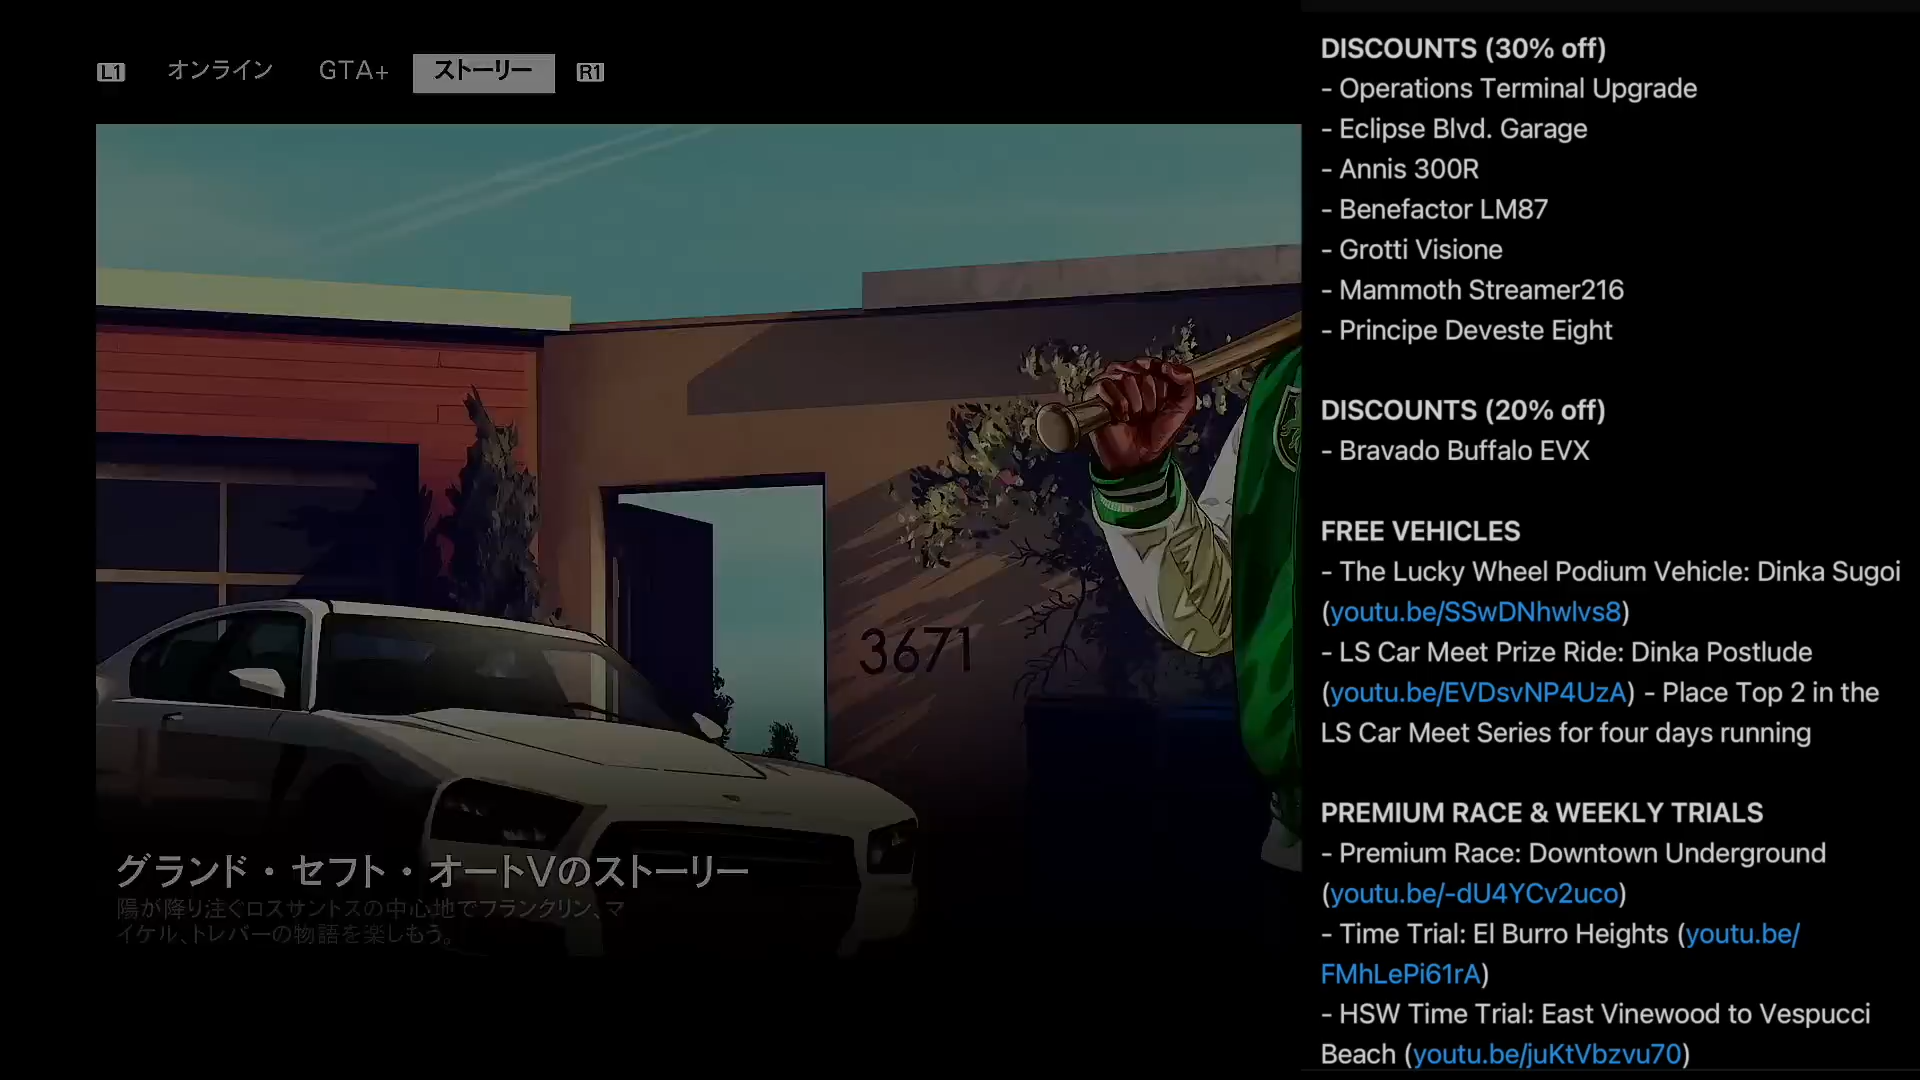 L1 オンライン GTA+ ストーリー R1
3671
グランド・セフト・オートVのストーリー
陽が降り注ぐロスサントスの中心地でフランクリン、マ
イケル、トレバーの物語を楽しもう。
DISCOUNTS (30% off)
- Operations Terminal Upgrade
- Eclipse Blvd. Garage
- Annis 300R
- Benefactor LM87
- Grotti Visione
- Mammoth Streamer216
- Principe Deveste Eight
DISCOUNTS (20% off)
- Bravado Buffalo EVX
FREE VEHICLES
- The Lucky Wheel Podium Vehicle: Dinka Sugoi
(youtu.be/SSwDNhwlvs8)
- LS Car Meet Prize Ride: Dinka Postlude
(youtu.be/EVDsvNP4UzA) - Place Top 2 in the
LS Car Meet Series for four days running
PREMIUM RACE & WEEKLY TRIALS
- Premium Race: Downtown Underground
(youtu.be/-dU4YCv2uco)
- Time Trial: El Burro Heights (youtu.be/
FMhLePi61rA)
- HSW Time Trial: East Vinewood to Vespucci
Beach (youtu.be/juKtVbzvu70)